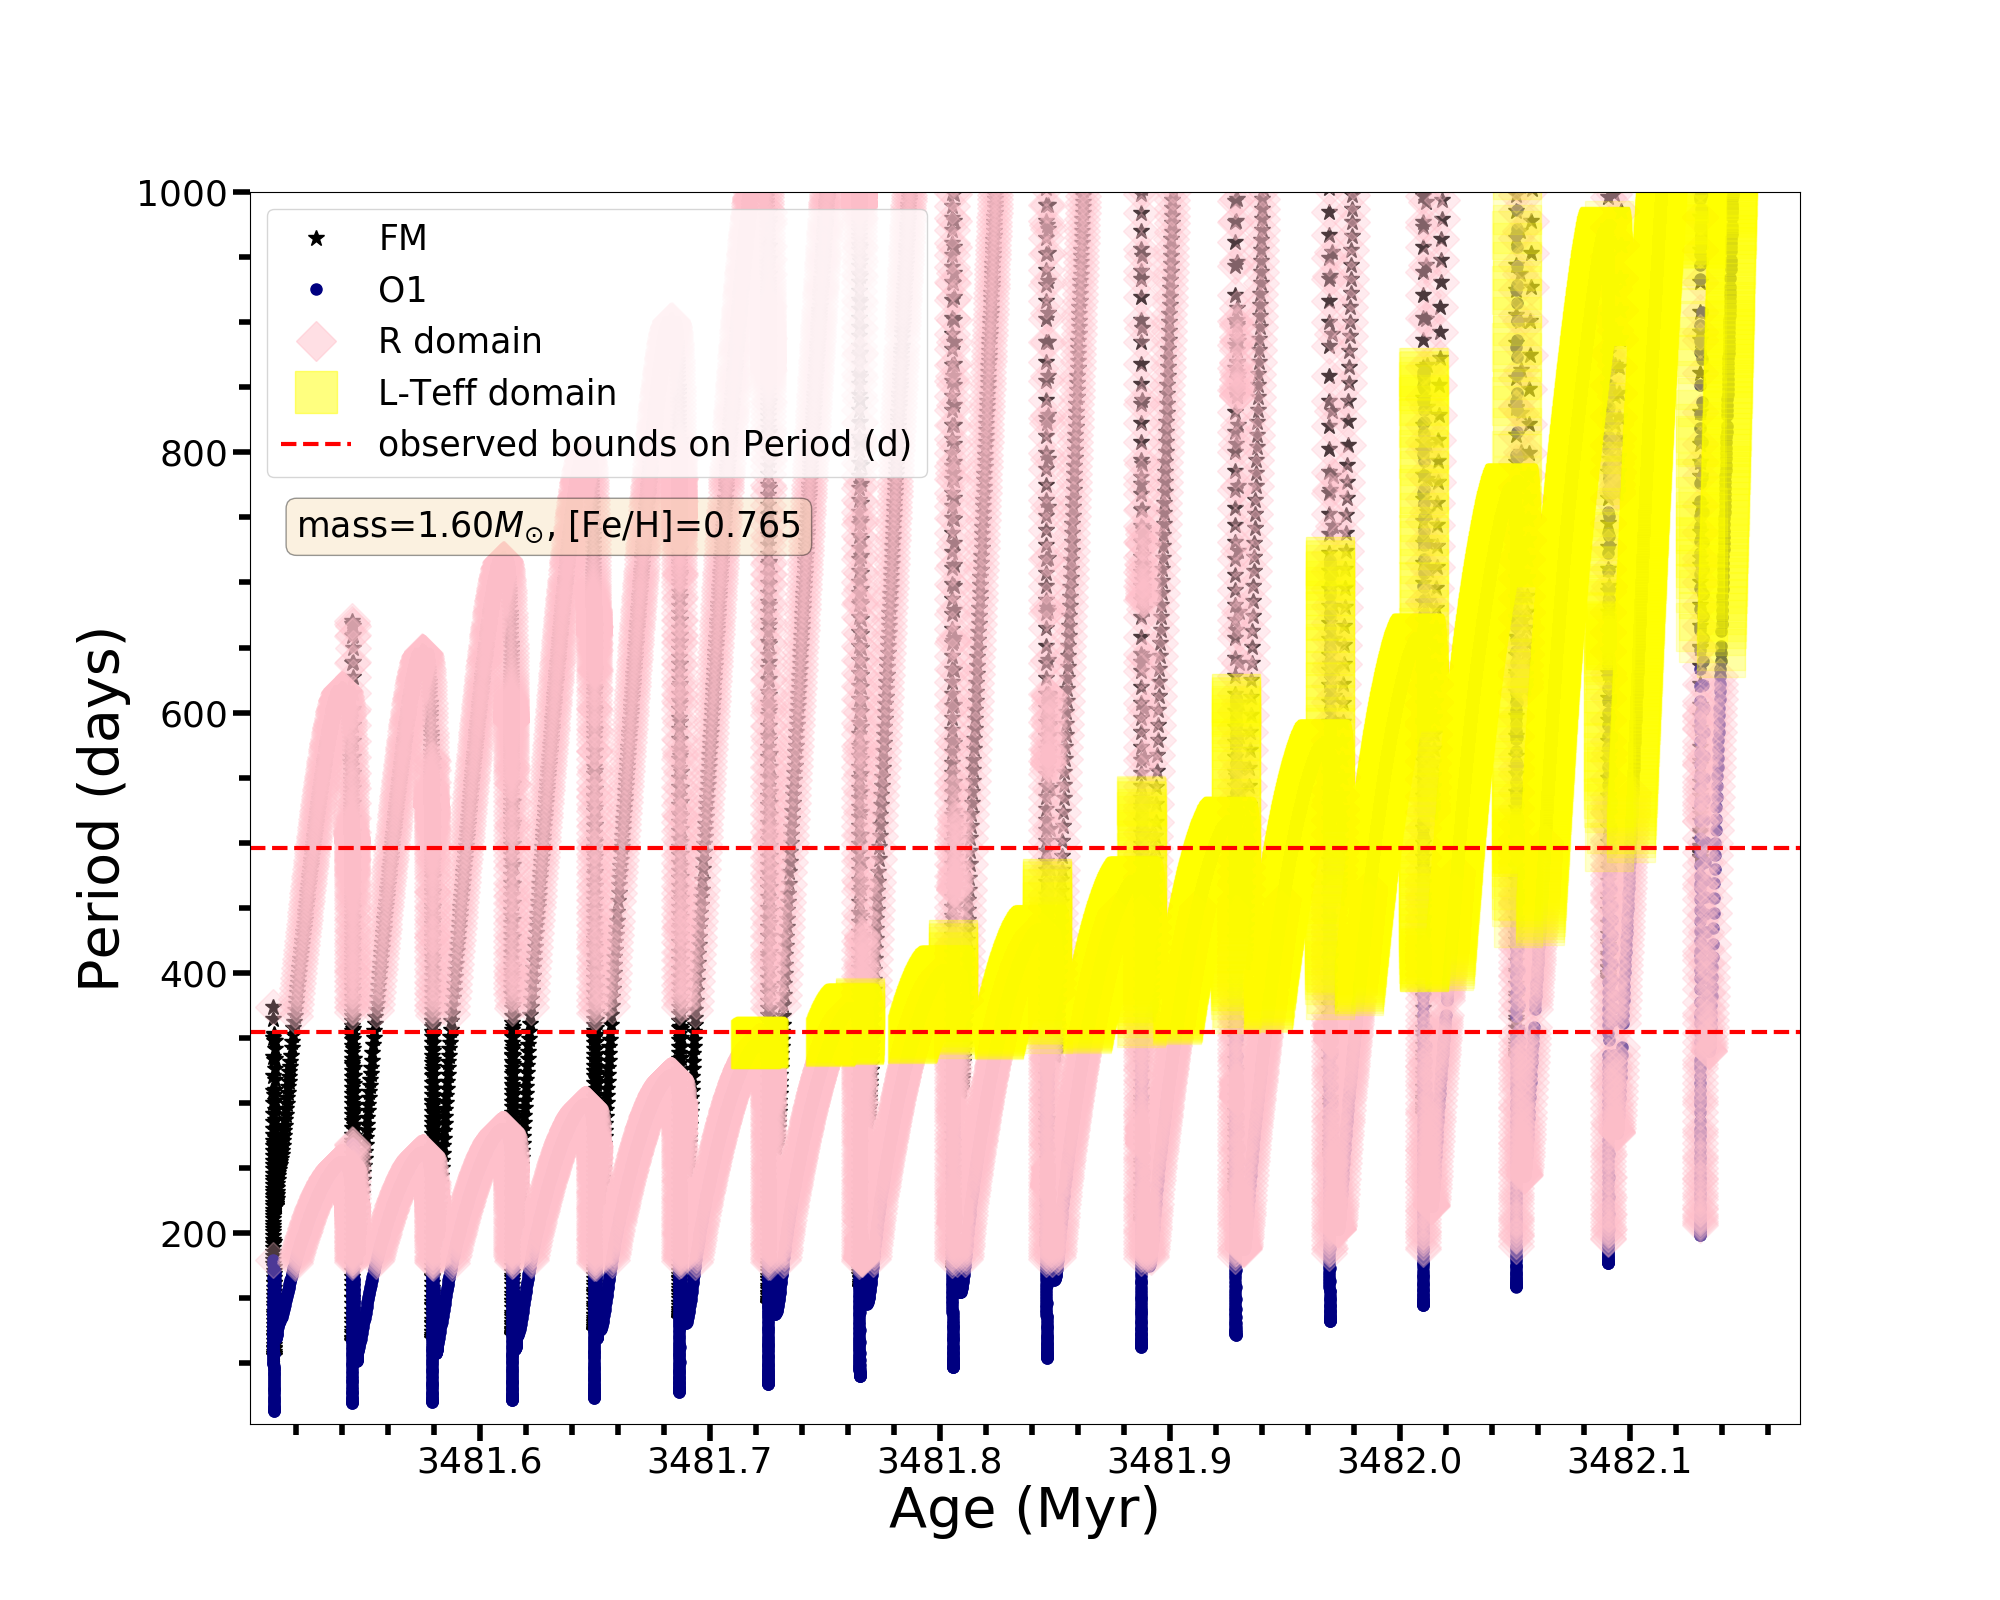 1000
800
600
400
200
Period (days)
FM
O1
R domain
L-Teff domain
observed bounds on Period (d)
mass=1.60M⊙, [Fe/H]=0.765
3481.6 3481.7 3481.8 3481.9 3482.0 3482.1
Age (Myr)